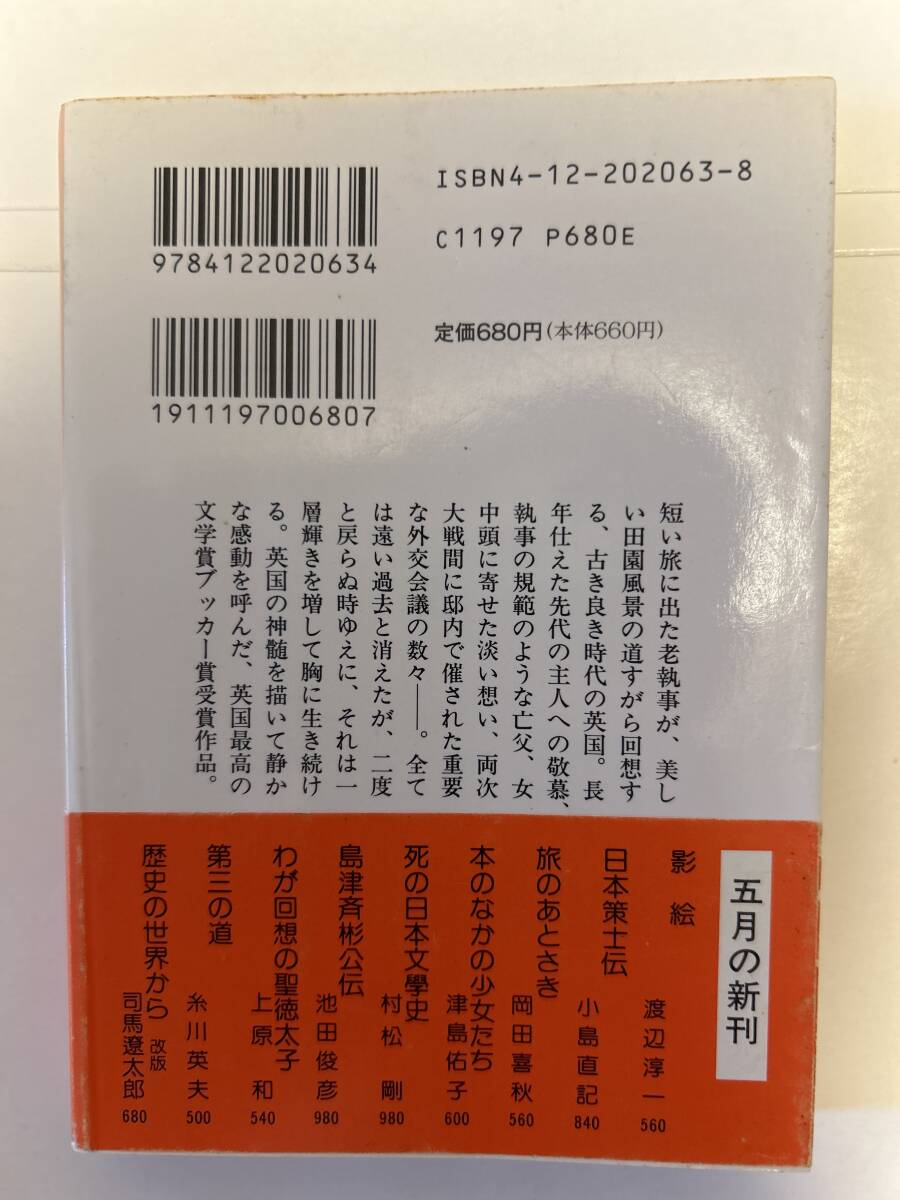 ISBN4-12-202063-8
C1197 P680E
9784122020634
定価680円(本体660円)
1911197006807
短い旅に出た老執事が、美し
い田園風景の道すがら回想す
る、古き良き時代の英国。長
年仕えた先代の主人への敬慕、
執事の規範のような亡父、女
中頭に寄せた淡い想い、両次
大戦間に邸内で催された重要
な外交会議の数々――。全て
は遠い過去と消えたが、二度
と戻らぬ時ゆえに、それは一
層輝きを増して胸に生き続け
る。英国の神髄を描いて静か
な感動を呼んだ、英国最高の
文学賞ブッカー賞受賞作品。
五月の新刊
影絵 渡辺淳一 560
日本策士伝 小島直記 840
旅のあとさき 岡田喜秋 560
本のなかの少女たち 津島佑子 600
死の日本文學史 村松剛 980
島津斉彬公伝 池田俊彦 980
わが回想の聖徳太子 上原和 540
第三の道 糸川英夫 500
歴史の世界から 改版 司馬遼太郎 680